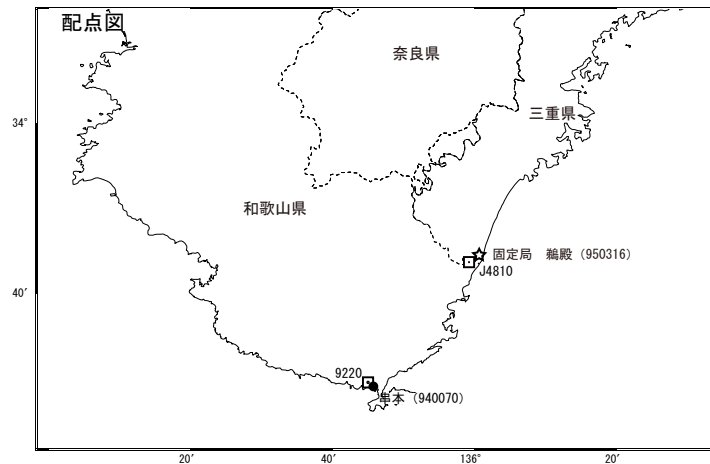 配点図
奈良県
34°
三重県
和歌山県
固定局 鵜殿（950316）
J4810
40′
9220
串本（940070）
20′
40′
136°
20′